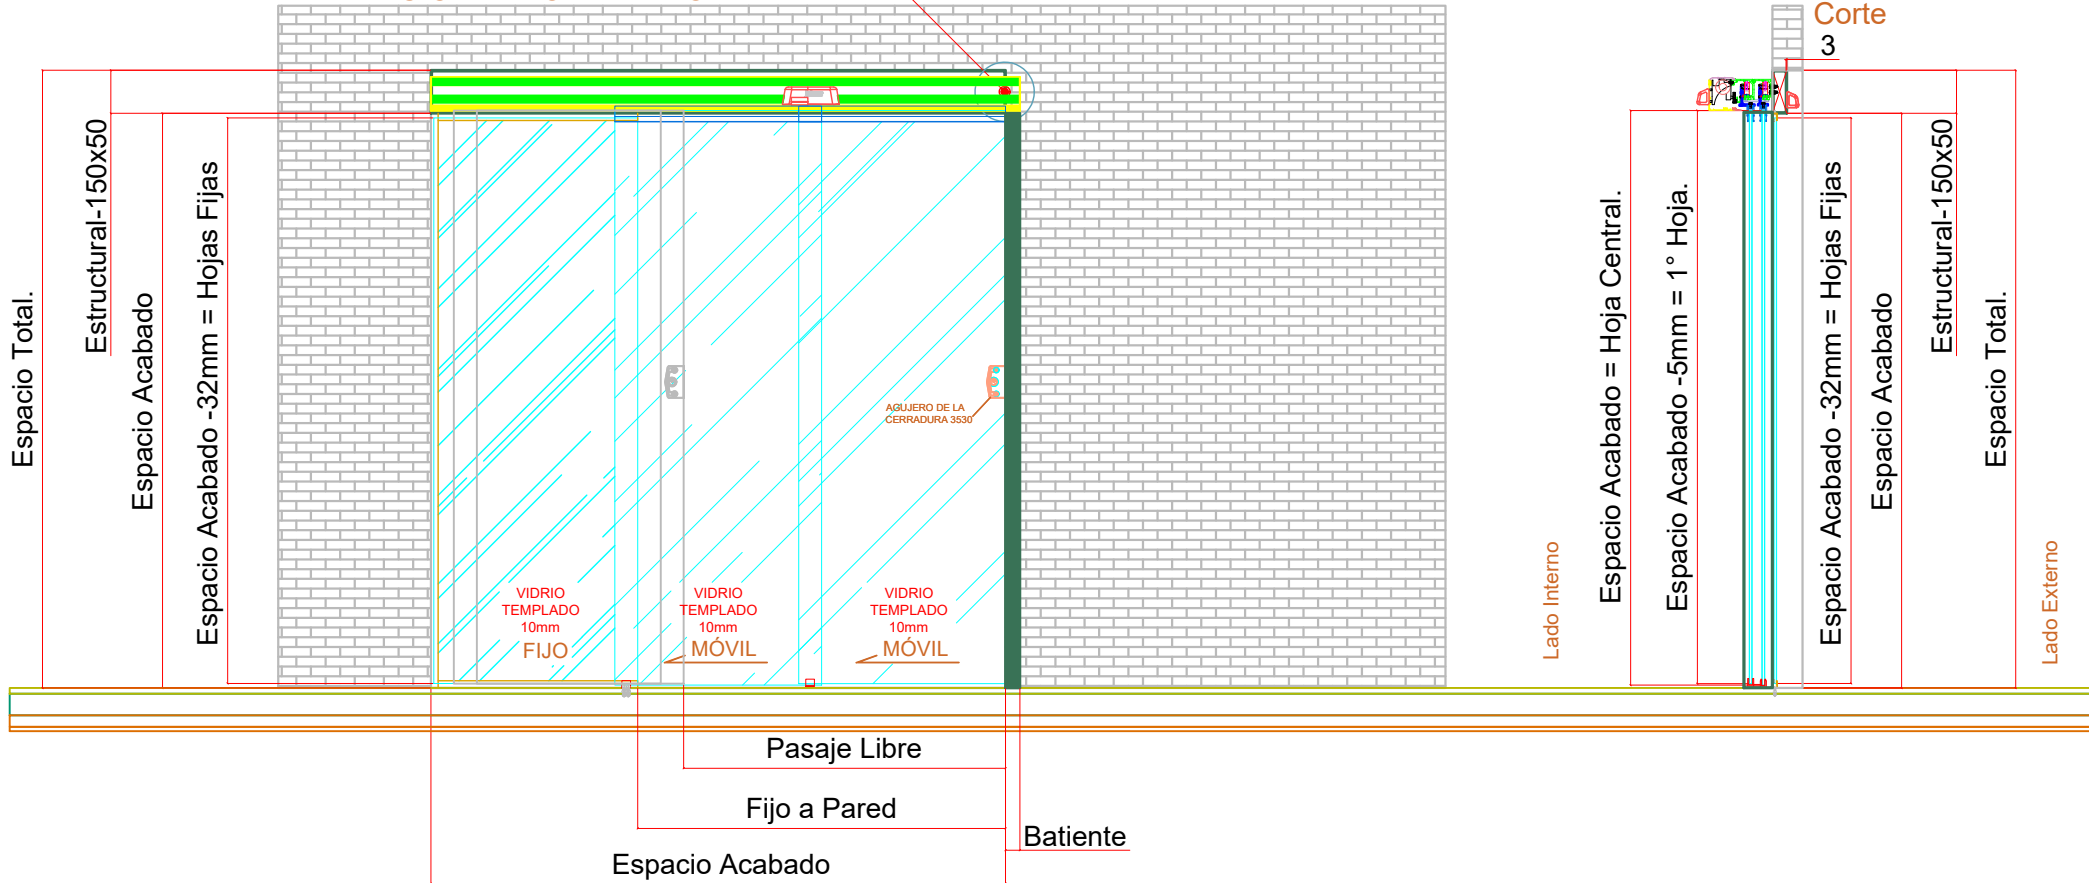 Corte
3
Espacio Total.
Estructural-150x50
Espacio Acabado
Espacio Acabado -32mm = Hojas Fijas
AGUJERO DE LA
CERRADURA 3530
VIDRIO
TEMPLADO
10mm
FIJO
VIDRIO
TEMPLADO
10mm
MÓVIL
VIDRIO
TEMPLADO
10mm
MÓVIL
Pasaje Libre
Fijo a Pared
Batiente
Espacio Acabado
Lado Interno
Espacio Acabado = Hoja Central.
Espacio Acabado -5mm = 1° Hoja.
Espacio Acabado -32mm = Hojas Fijas
Espacio Acabado
Estructural-150x50
Espacio Total.
Lado Externo